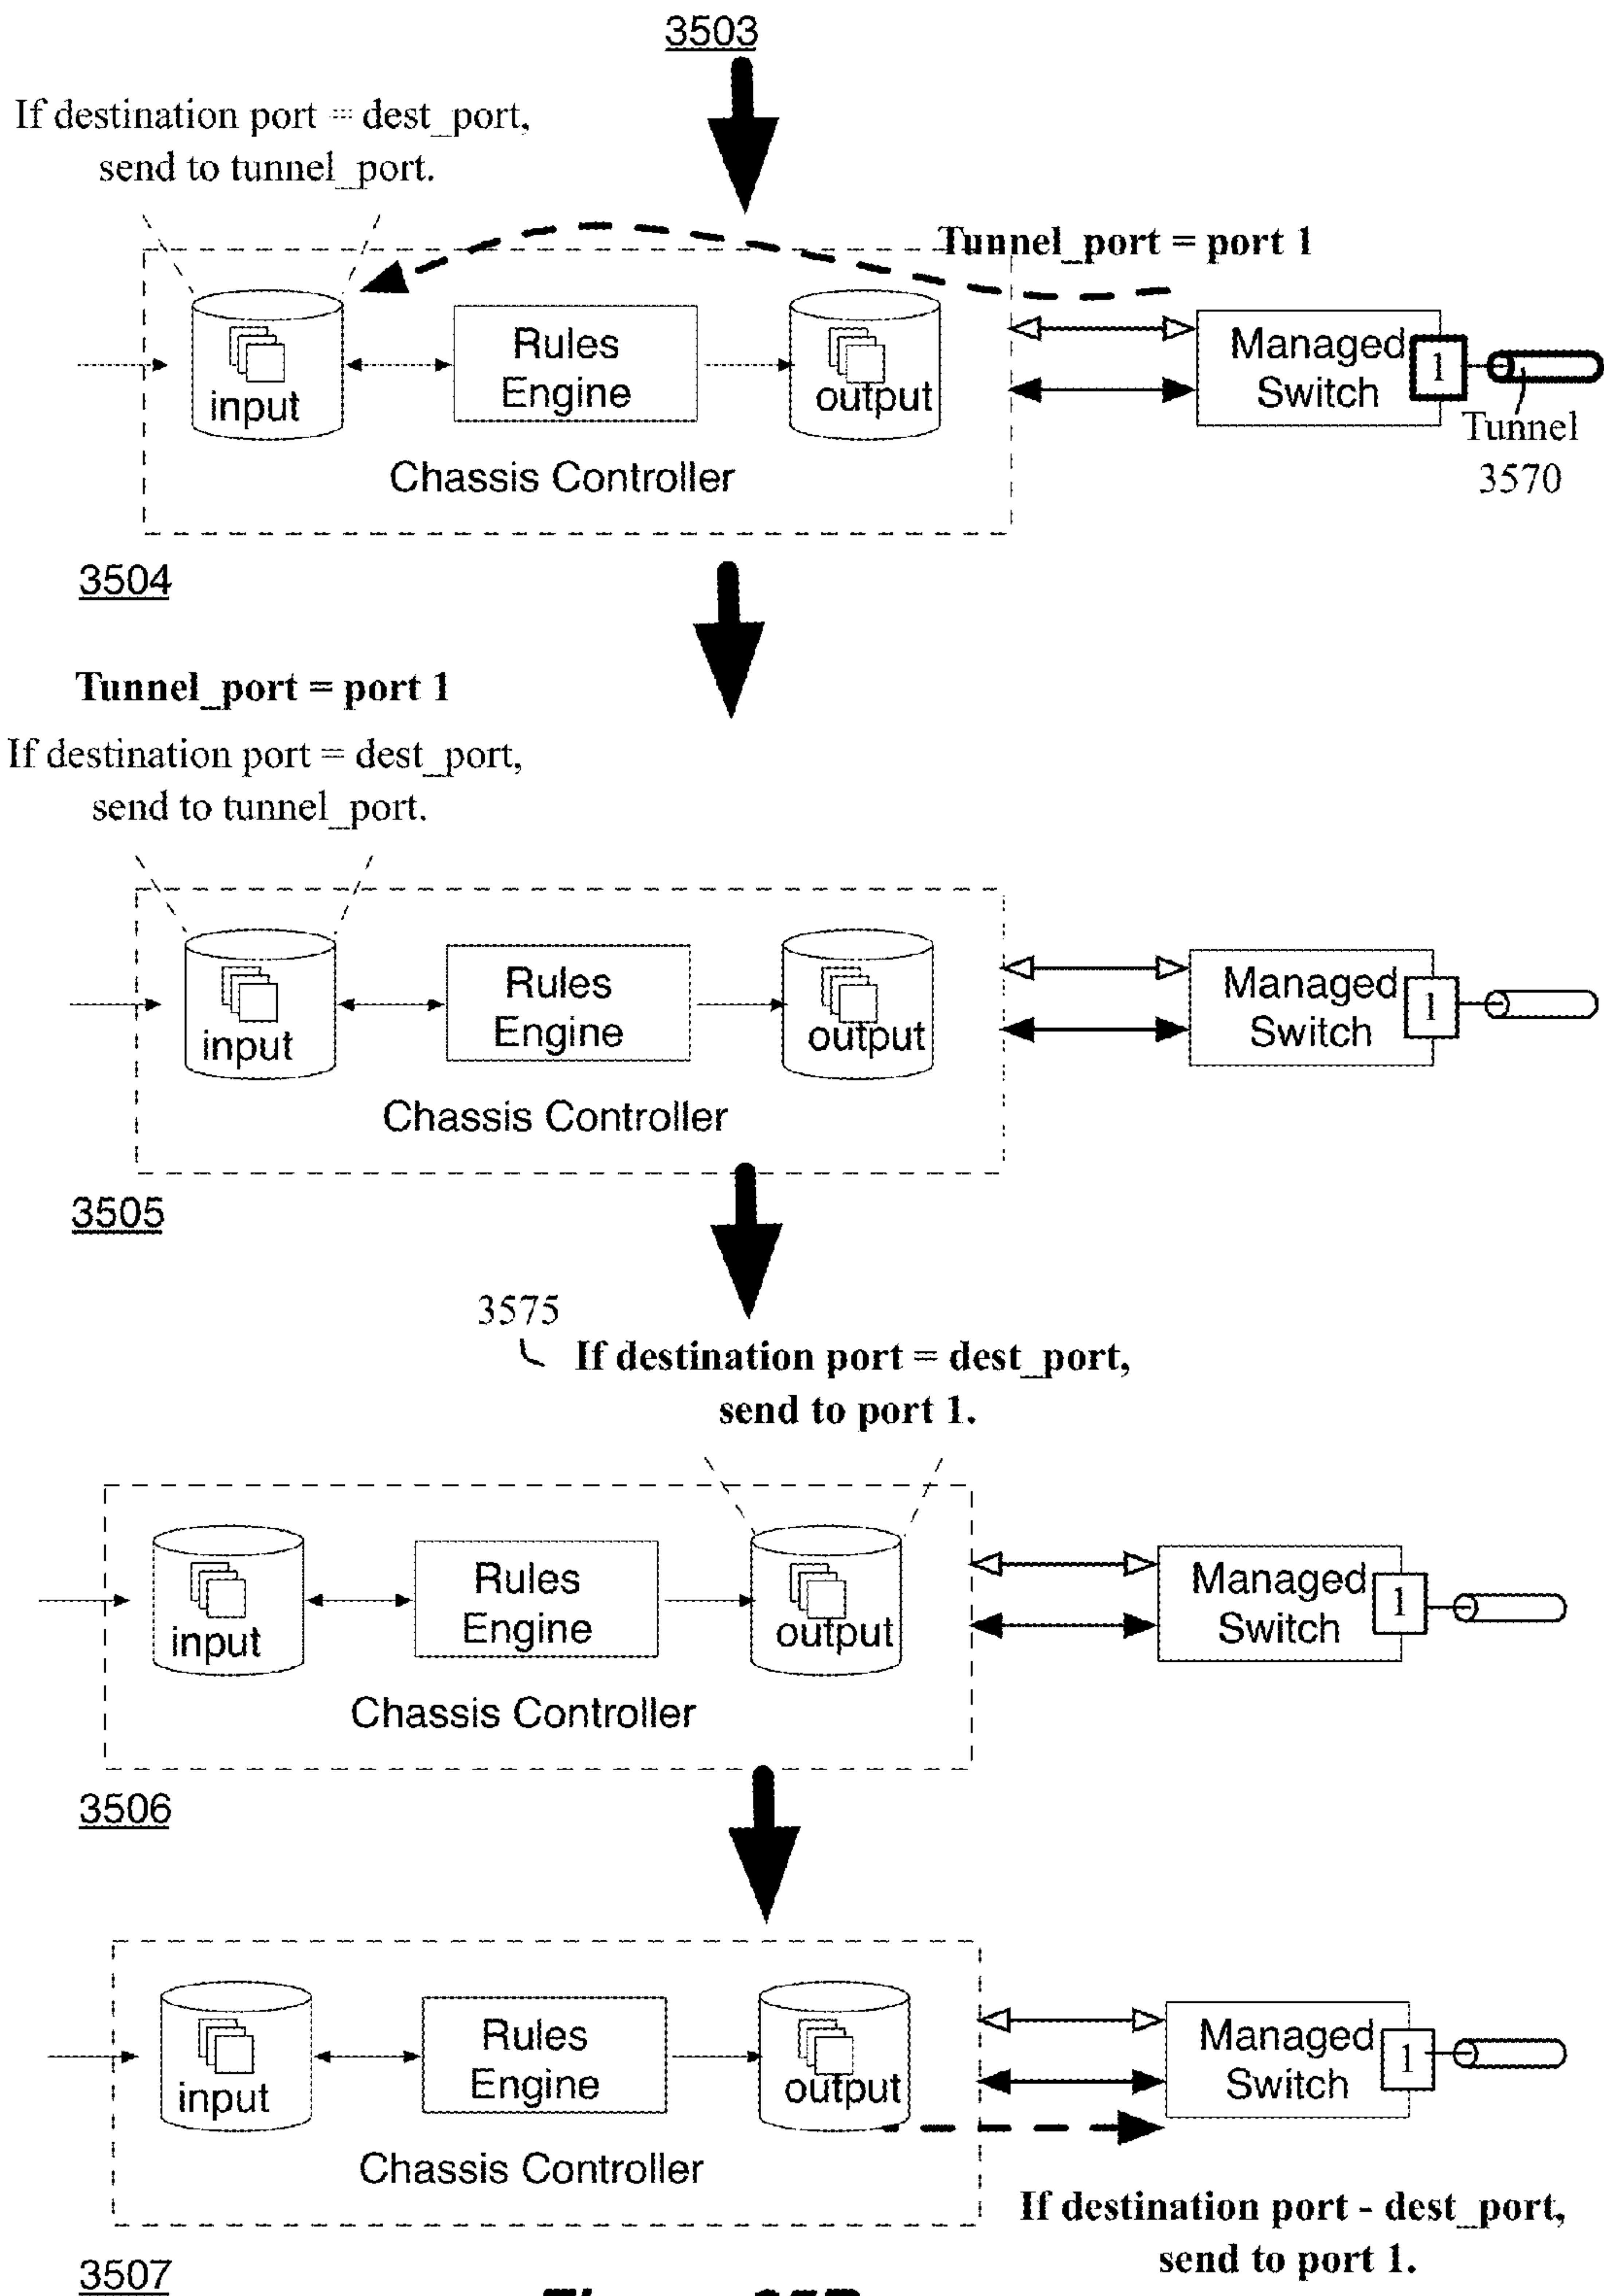 3503
If destination port = dest_port,
send to tunnel_port.
Tunnel_port = port 1
input
Rules
Engine
output
Managed
Switch
1
Tunnel
3570
Chassis Controller
3504
Tunnel_port = port 1
If destination port = dest_port,
send to tunnel_port.
input
Rules
Engine
output
Managed
Switch
1
Chassis Controller
3505
3575
If destination port = dest_port,
send to port 1.
input
Rules
Engine
output
Managed
Switch
1
Chassis Controller
3506
input
Rules
Engine
output
Managed
Switch
1
Chassis Controller
If destination port - dest_port,
send to port 1.
3507